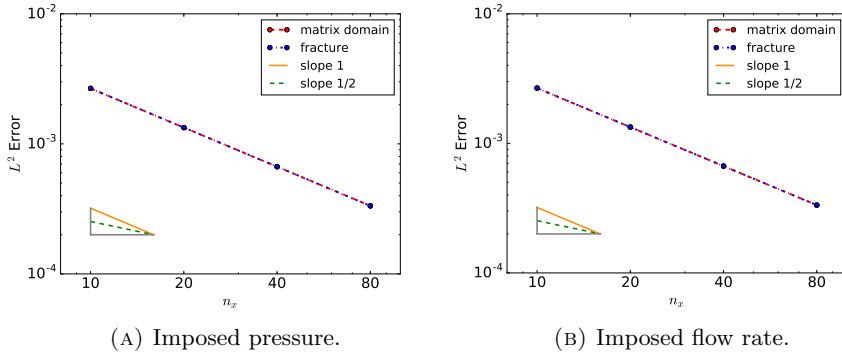 10^{-2}
10^{-3}
10^{-4}
L^2 Error
matrix domain
fracture
slope 1
slope 1/2
10 20 40 80
n_x
(A) Imposed pressure.
10^{-2}
10^{-3}
10^{-4}
L^2 Error
matrix domain
fracture
slope 1
slope 1/2
10 20 40 80
n_x
(B) Imposed flow rate.